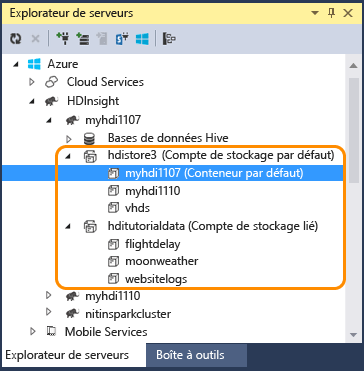 Explorateur de serveurs
Azure
Cloud Services
HDInsight
myhdi1107
Bases de données Hive
hdistore3 (Compte de stockage par défaut)
myhdi1107 (Conteneur par défaut)
myhdi1110
vhds
hditutorialdata (Compte de stockage lié)
flightdelay
moonweather
websitelogs
myhdi1110
nitinsparkcluster
Mobile Services
Explorateur de serveurs Boîte à outils